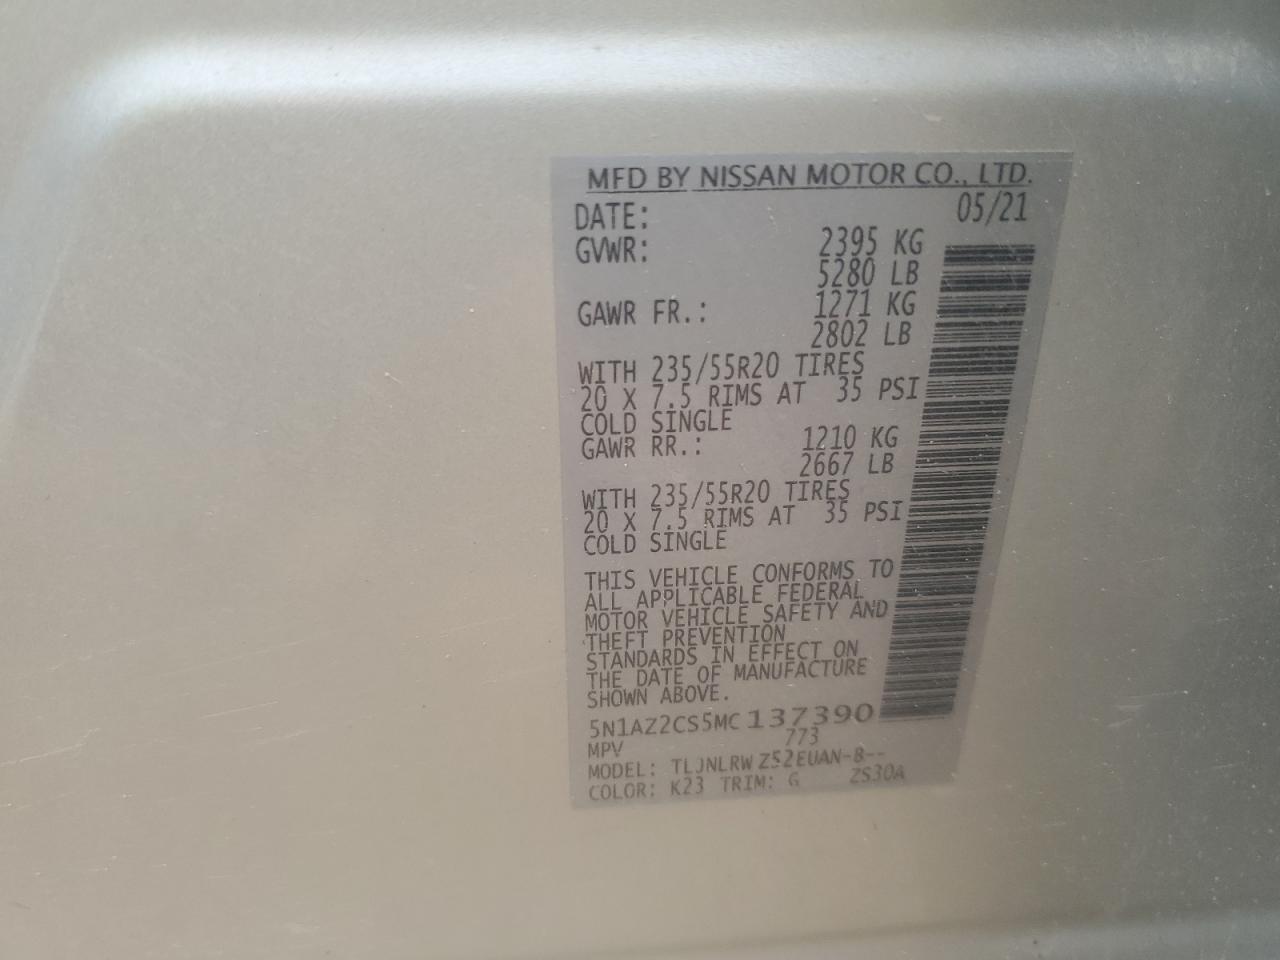 MFD BY NISSAN MOTOR CO., LTD.
DATE: 05/21
GVWR: 2395 KG
5280 LB
GAWR FR.: 1271 KG
2802 LB
WITH 235/55R20 TIRES
20 X 7.5 RIMS AT 35 PSI
COLD SINGLE
GAWR RR.: 1210 KG
2667 LB
WITH 235/55R20 TIRES
20 X 7.5 RIMS AT 35 PSI
COLD SINGLE
THIS VEHICLE CONFORMS TO
ALL APPLICABLE FEDERAL
MOTOR VEHICLE SAFETY AND
THEFT PREVENTION
STANDARDS IN EFFECT ON
THE DATE OF MANUFACTURE
SHOWN ABOVE.
5N1AZ2CS5MC 137390
MPV 773
MODEL: TLJNLRW Z52EUAN-B--
COLOR: K23 TRIM: G ZS30A